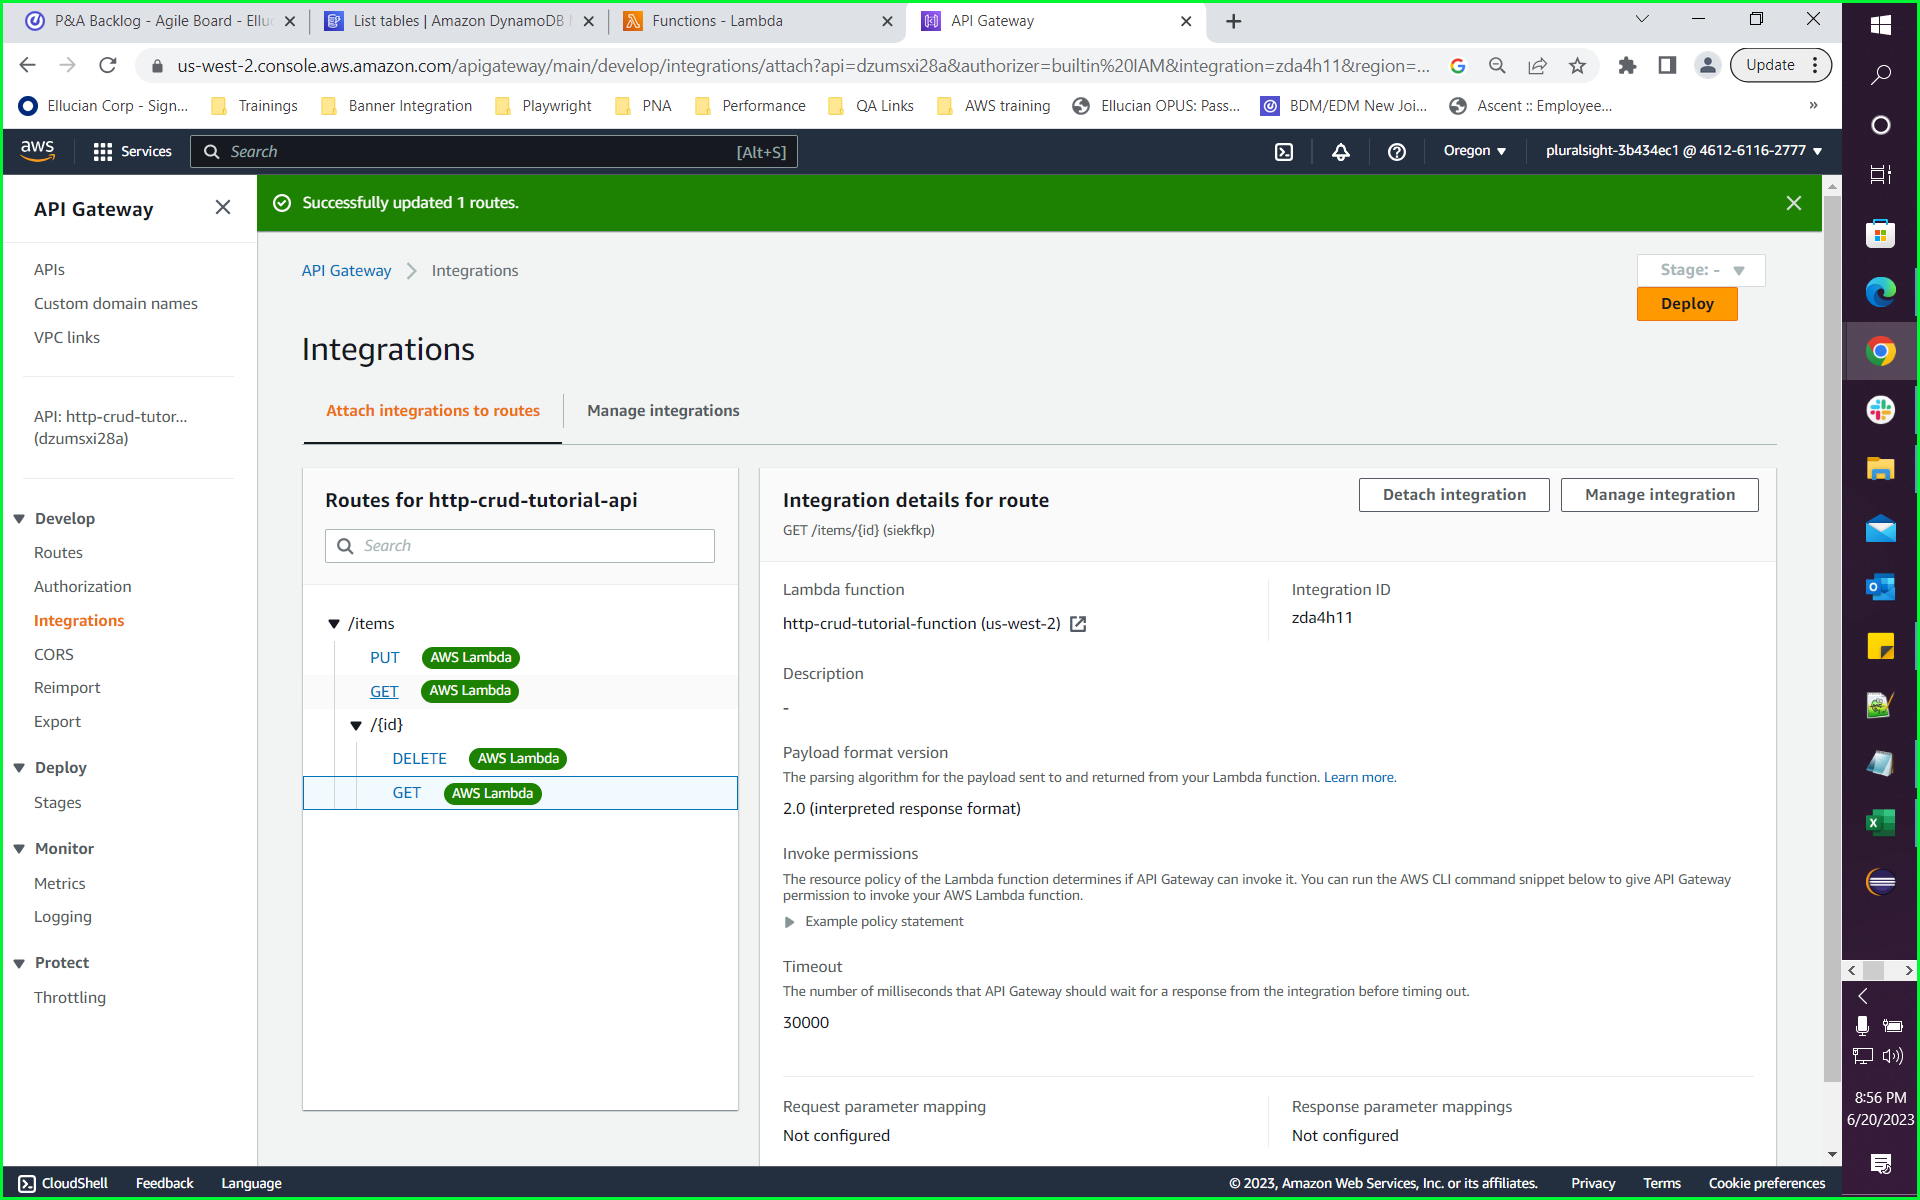 P&A Backlog - Agile Board - Elluc
List tables | Amazon DynamoDB
Functions - Lambda
API Gateway
us-west-2.console.aws.amazon.com/apigateway/main/develop/integrations/attach?api=dzumsxi28a&authorizer=builtin%20IAM&integration=zda4h11&region=...
Update
Ellucian Corp - Sign...
Trainings
Banner Integration
Playwright
PNA
Performance
QA Links
AWS training
Ellucian OPUS: Pass...
BDM/EDM New Joi...
Ascent :: Employee...
»
aws
Services
Search
[Alt+S]
Oregon
pluralsight-3b434ec1 @ 4612-6116-2777
API Gateway
Successfully updated 1 routes.
APIs
Custom domain names
VPC links
API: http-crud-tutor...
(dzumsxi28a)
Develop
Routes
Authorization
Integrations
CORS
Reimport
Export
Deploy
Stages
Monitor
Metrics
Logging
Protect
Throttling
API Gateway
Integrations
Stage: -
Deploy
Integrations
Attach integrations to routes
Manage integrations
Routes for http-crud-tutorial-api
Search
/items
PUT AWS Lambda
GET AWS Lambda
/{id}
DELETE AWS Lambda
GET AWS Lambda
Integration details for route
GET /items/{id} (siekfkp)
Detach integration
Manage integration
Lambda function
http-crud-tutorial-function (us-west-2)
Integration ID
zda4h11
Description
-
Payload format version
The parsing algorithm for the payload sent to and returned from your Lambda function. Learn more.
2.0 (interpreted response format)
Invoke permissions
The resource policy of the Lambda function determines if API Gateway can invoke it. You can run the AWS CLI command snippet below to give API Gateway
permission to invoke your AWS Lambda function.
Example policy statement
Timeout
The number of milliseconds that API Gateway should wait for a response from the integration before timing out.
30000
Request parameter mapping
Not configured
Response parameter mappings
Not configured
8:56 PM
6/20/2023
CloudShell
Feedback
Language
© 2023, Amazon Web Services, Inc. or its affiliates.
Privacy
Terms
Cookie preferences